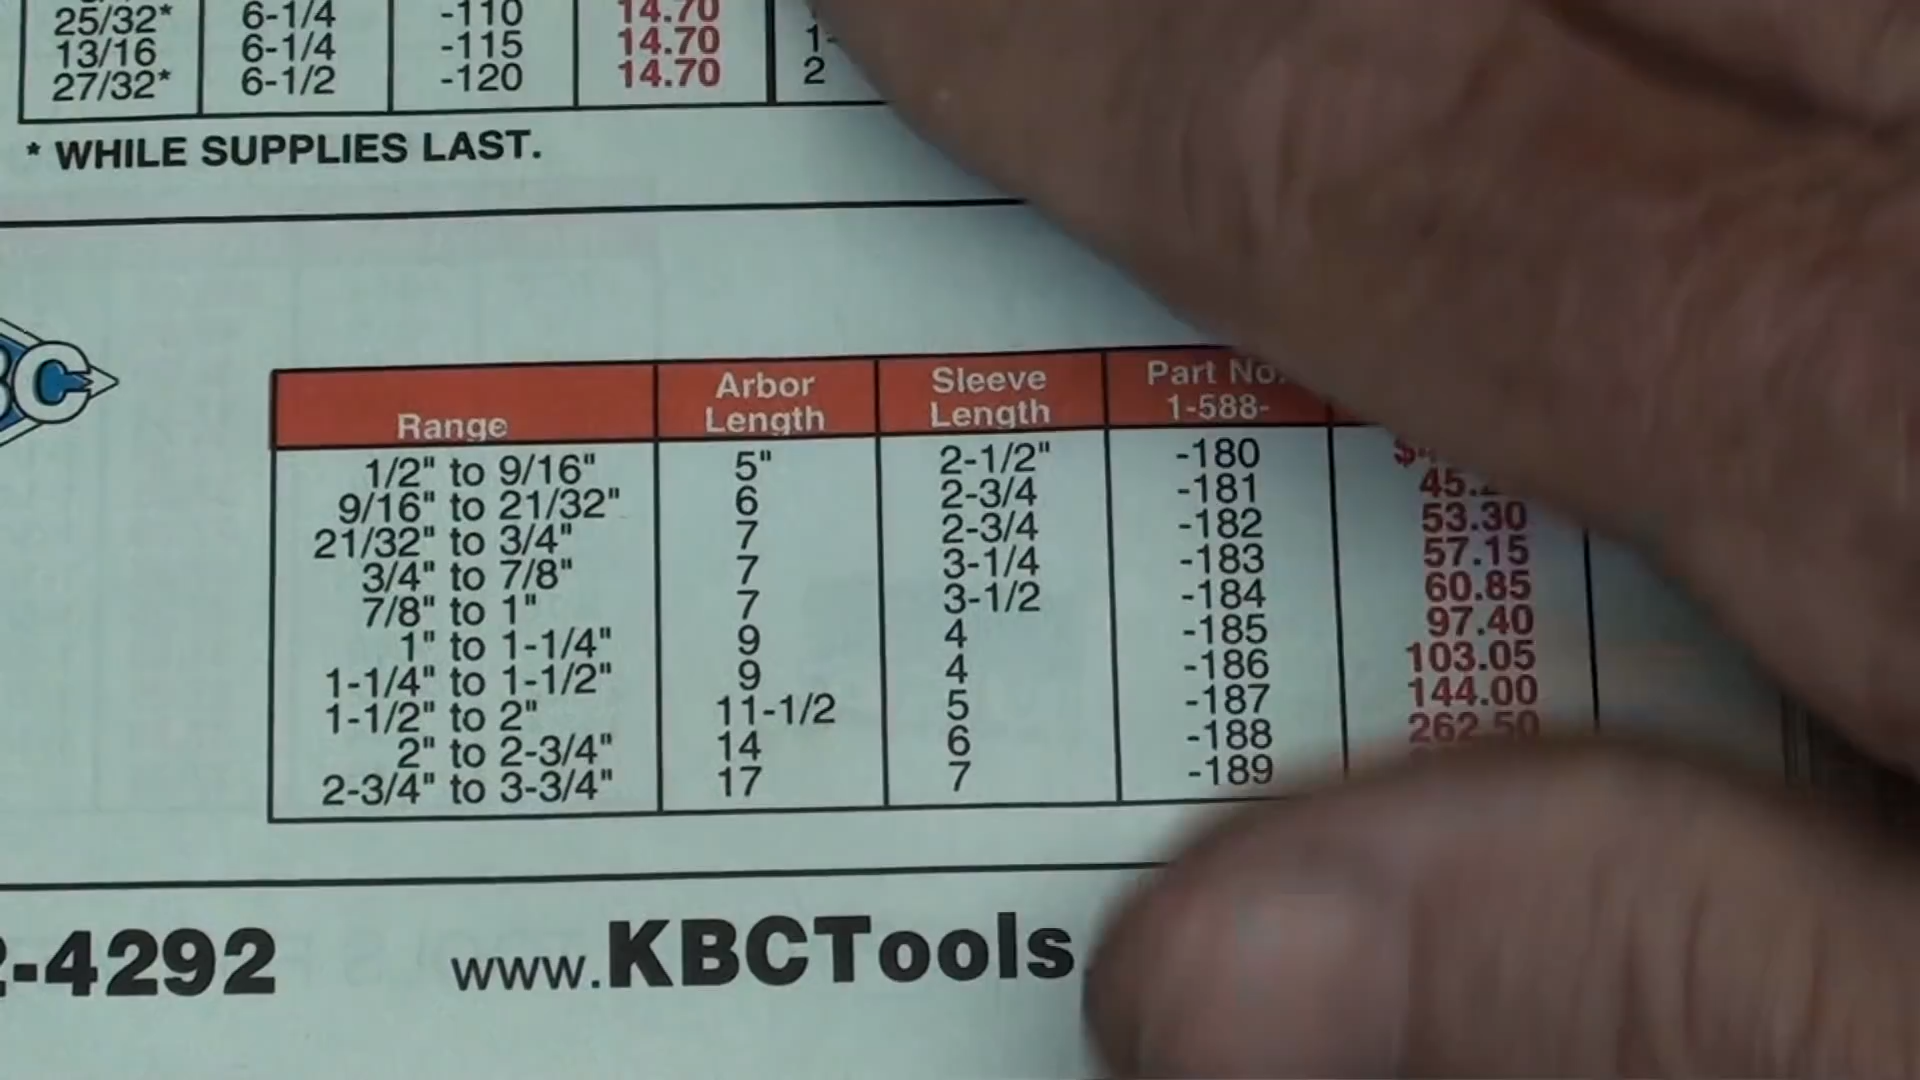 25/32* 6-1/4 -110 14.70
13/16 6-1/4 -115 14.70
27/32* 6-1/2 -120 14.70 2
* WHILE SUPPLIES LAST.
Range Arbor Length Sleeve Length Part No. 1-588-
1/2" to 9/16" 5" 2-1/2" -180
9/16" to 21/32" 6 2-3/4 -181
21/32" to 3/4" 7 2-3/4 -182 53.30
3/4" to 7/8" 7 3-1/4 -183 57.15
7/8" to 1" 7 3-1/2 -184 60.85
1" to 1-1/4" 9 4 -185 97.40
1-1/4" to 1-1/2" 9 4 -186 103.05
1-1/2" to 2" 11-1/2 5 -187 144.00
2" to 2-3/4" 14 6 -188 262.50
2-3/4" to 3-3/4" 17 7 -189
-4292 www.KBCTools